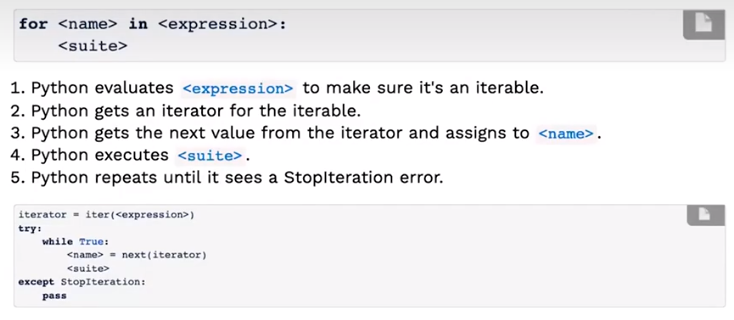 for <name> in <expression>:
    <suite>
1. Python evaluates <expression> to make sure it's an iterable.
2. Python gets an iterator for the iterable.
3. Python gets the next value from the iterator and assigns to <name>.
4. Python executes <suite>.
5. Python repeats until it sees a StopIteration error.
iterator = iter(<expression>)
try:
    while True:
        <name> = next(iterator)
        <suite>
except StopIteration:
    pass